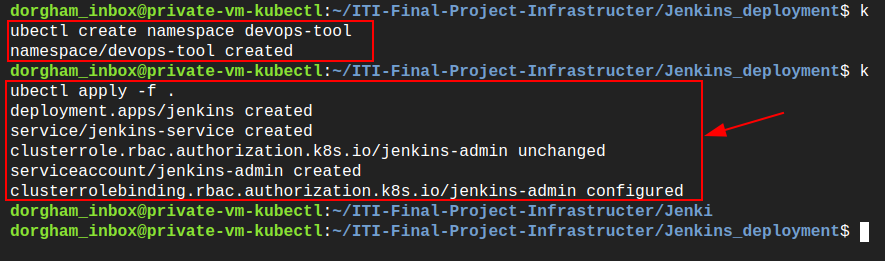 dorgham_inbox@private-vm-kubectl:~/ITI-Final-Project-Infrastructer/Jenkins_deployment$ k
ubectl create namespace devops-tool
namespace/devops-tool created
dorgham_inbox@private-vm-kubectl:~/ITI-Final-Project-Infrastructer/Jenkins_deployment$ k
ubectl apply -f .
deployment.apps/jenkins created
service/jenkins-service created
clusterrole.rbac.authorization.k8s.io/jenkins-admin unchanged
serviceaccount/jenkins-admin created
clusterrolebinding.rbac.authorization.k8s.io/jenkins-admin configured
dorgham_inbox@private-vm-kubectl:~/ITI-Final-Project-Infrastructer/Jenki
dorgham_inbox@private-vm-kubectl:~/ITI-Final-Project-Infrastructer/Jenkins_deployment$